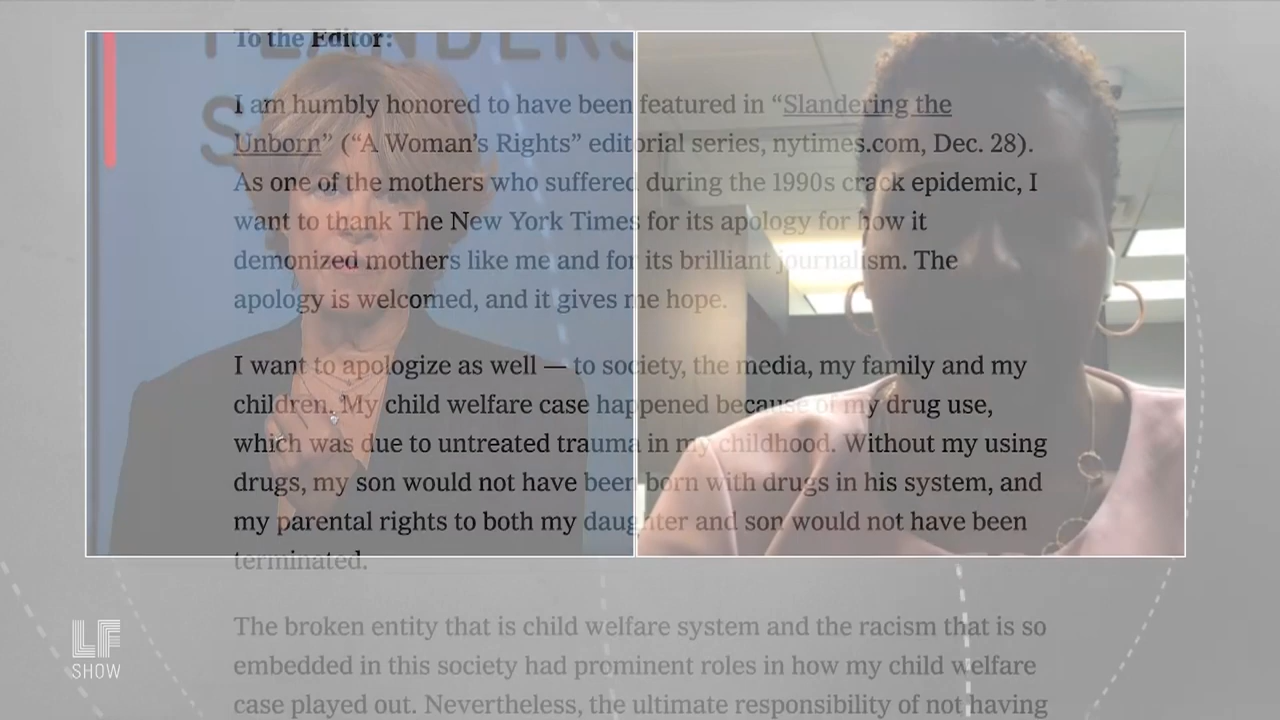 FLANDERS
S
To the Editor:
I am humbly honored to have been featured in “Slandering the
Unborn” (“A Woman’s Rights” editorial series, nytimes.com, Dec. 28).
As one of the mothers who suffered during the 1990s crack epidemic, I
want to thank The New York Times for its apology for how it
demonized mothers like me and for its brilliant journalism. The
apology is welcomed, and it gives me hope.
I want to apologize as well — to society, the media, my family and my
children. My child welfare case happened because of my drug use,
which was due to untreated trauma in my childhood. Without my using
drugs, my son would not have been born with drugs in his system, and
my parental rights to both my daughter and son would not have been
terminated.
The broken entity that is child welfare system and the racism that is so
embedded in this society had prominent roles in how my child welfare
case played out. Nevertheless, the ultimate responsibility of not having
LF
SHOW